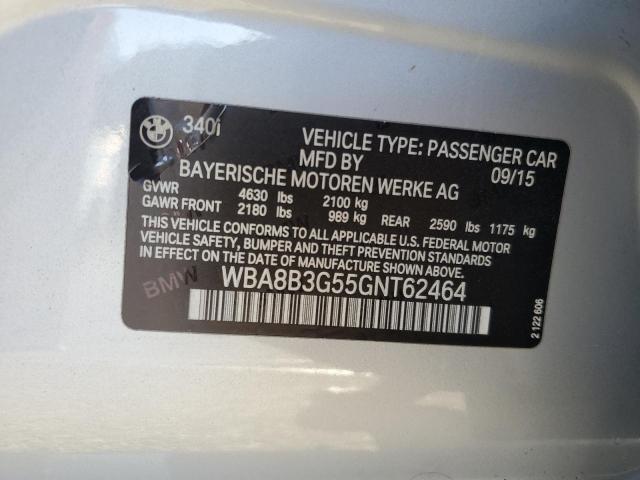 340i
VEHICLE TYPE: PASSENGER CAR
MFD BY 09/15
BAYERISCHE MOTOREN WERKE AG
GVWR 4630 lbs 2100 kg
GAWR FRONT 2180 lbs 989 kg REAR 2590 lbs 1175 kg
THIS VEHICLE CONFORMS TO ALL APPLICABLE U.S. FEDERAL MOTOR
VEHICLE SAFETY, BUMPER AND THEFT PREVENTION STANDARDS
IN EFFECT ON THE DATE OF MANUFACTURE SHOWN ABOVE.
BMW
WBA8B3G55GNT62464
2 122 606